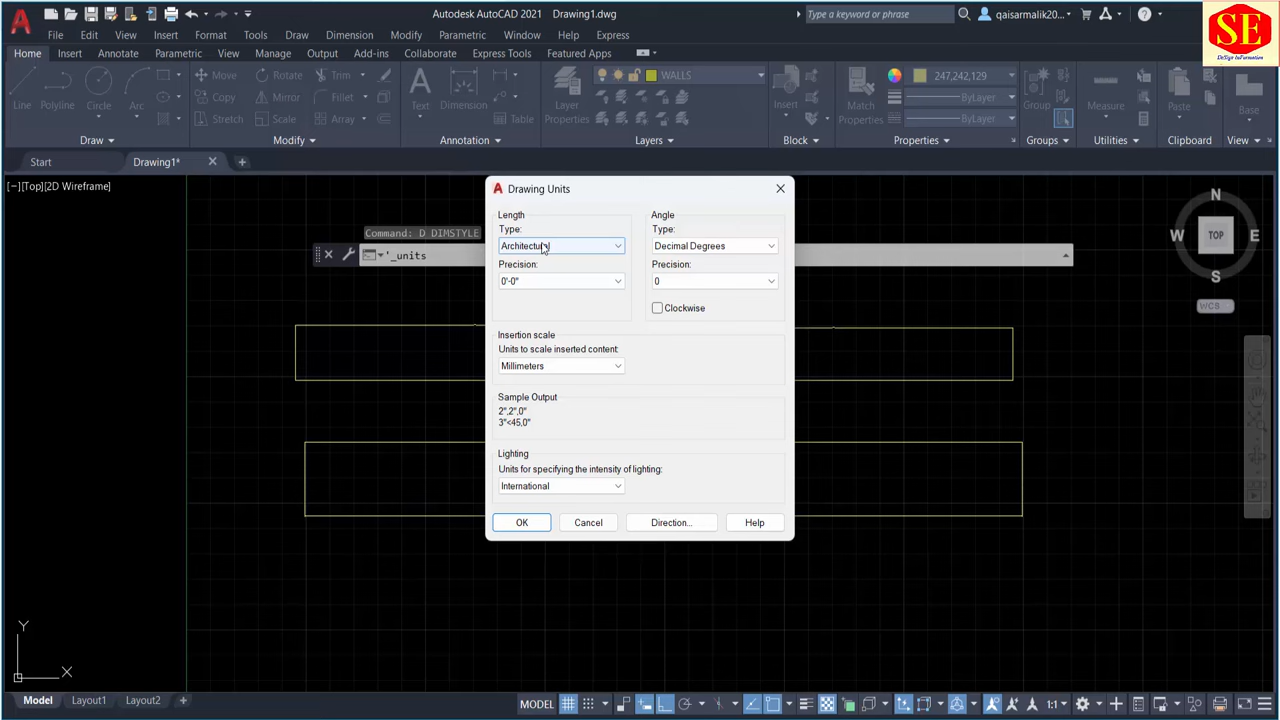 Autodesk AutoCAD 2021 Drawing1.dwg
Type a keyword or phrase
qaisarmalik20...
SE
DeSign InFormation
File Edit View Insert Format Tools Draw Dimension Modify Parametric Window Help Express
Home Insert Annotate Parametric View Manage Output Add-ins Collaborate Express Tools Featured Apps
Line Polyline Circle Arc
Move Rotate Trim
Copy Mirror Fillet
Stretch Scale Array
Text Dimension Table
Layer Properties
WALLS
Insert
Match Properties
247,242,129
ByLayer
ByLayer
Group
Measure
Paste
Base
Draw Modify Annotation Layers Block Properties Groups Utilities Clipboard View
Start Drawing1*
[−][Top][2D Wireframe]
Command: D DIMSTYLE
'_units
Drawing Units
Length
Type:
Architectural
Precision:
0'-0"
Angle
Type:
Decimal Degrees
Precision:
0
Clockwise
Insertion scale
Units to scale inserted content:
Millimeters
Sample Output
2",2",0"
3"<45,0"
Lighting
Units for specifying the intensity of lighting:
International
OK Cancel Direction... Help
N
W TOP E
S
WCS
Y
X
Model Layout1 Layout2
MODEL 1:1